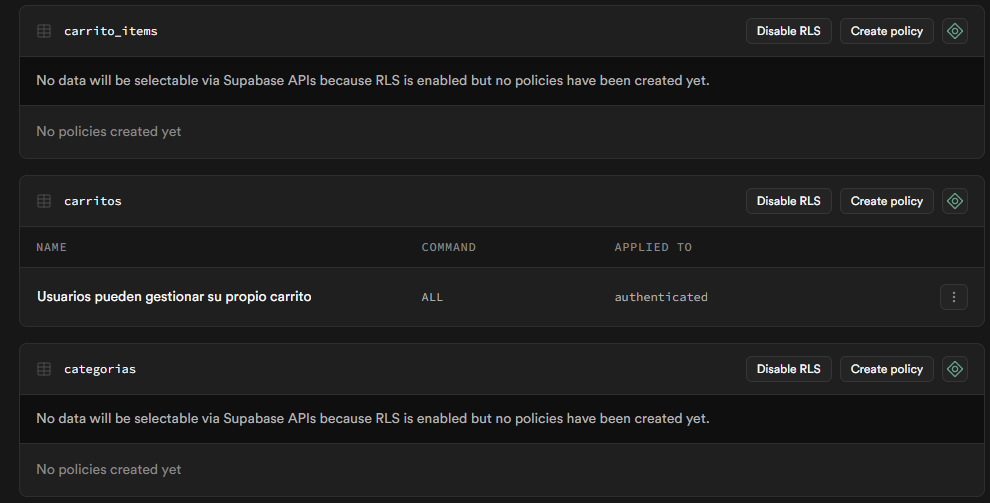 carrito_items Disable RLS Create policy
No data will be selectable via Supabase APIs because RLS is enabled but no policies have been created yet.
No policies created yet
carritos Disable RLS Create policy
NAME COMMAND APPLIED TO
Usuarios pueden gestionar su propio carrito ALL authenticated
categorias Disable RLS Create policy
No data will be selectable via Supabase APIs because RLS is enabled but no policies have been created yet.
No policies created yet